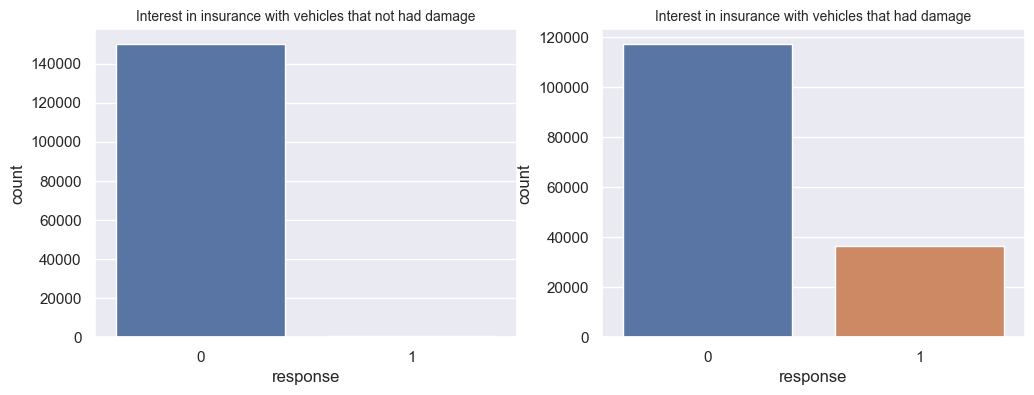 Interest in insurance with vehicles that not had damage
140000
120000
100000
80000
60000
40000
20000
0
count
0 1
response
Interest in insurance with vehicles that had damage
120000
100000
80000
60000
40000
20000
0
count
0 1
response